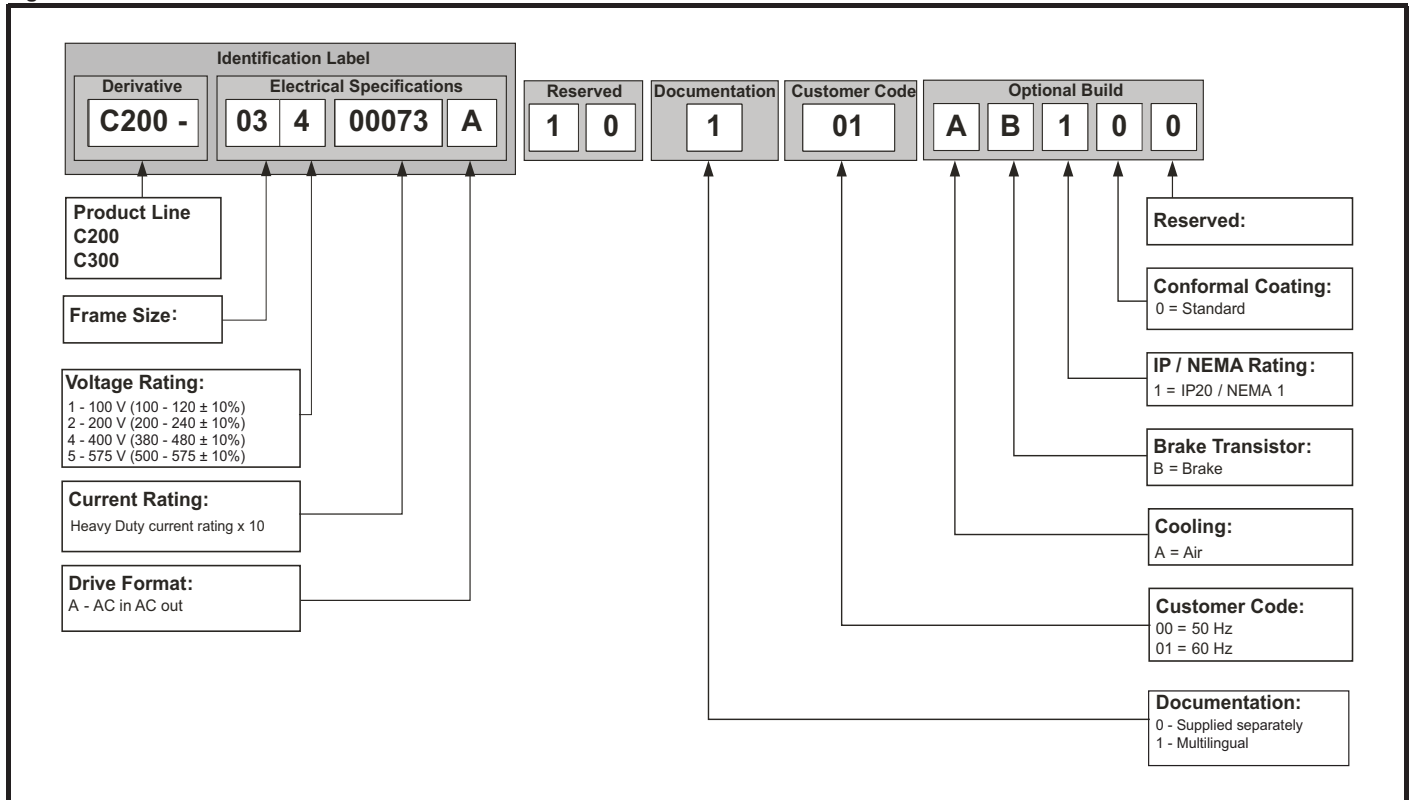 Identification Label
Derivative
Electrical Specifications
Reserved
Documentation
Customer Code
Optional Build
C200 -
03 4 00073 A
1 0
1
01
A B 1 0 0
Product Line
C200
C300
Frame Size:
Voltage Rating:
1 - 100 V (100 - 120 ± 10%)
2 - 200 V (200 - 240 ± 10%)
4 - 400 V (380 - 480 ± 10%)
5 - 575 V (500 - 575 ± 10%)
Current Rating:
Heavy Duty current rating x 10
Drive Format:
A - AC in AC out
Reserved:
Conformal Coating:
0 = Standard
IP / NEMA Rating:
1 = IP20 / NEMA 1
Brake Transistor:
B = Brake
Cooling:
A = Air
Customer Code:
00 = 50 Hz
01 = 60 Hz
Documentation:
0 - Supplied separately
1 - Multilingual